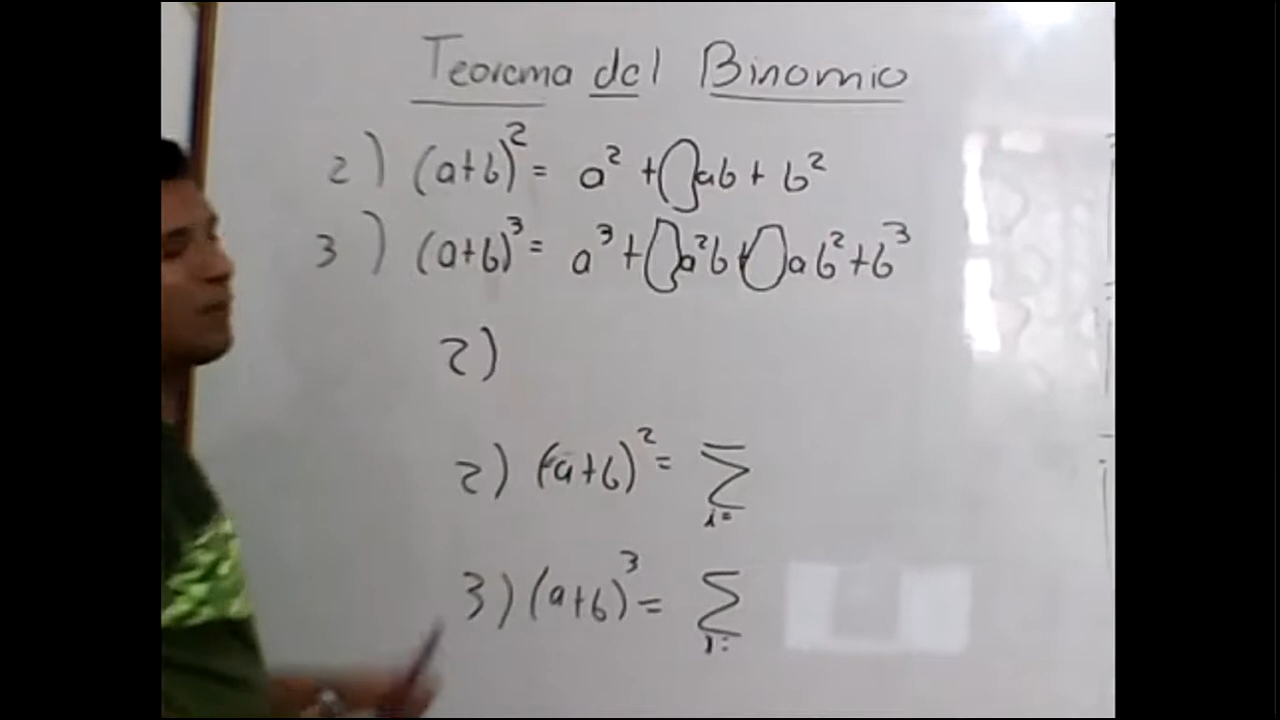 Teorema del Binomio
2) (a+b)² = a² + ab + b²
3) (a+b)³ = a³ + a²b + ab² + b³
2)
2) (a+b)² = ∑ i=
3) (a+b)³ = ∑ i=